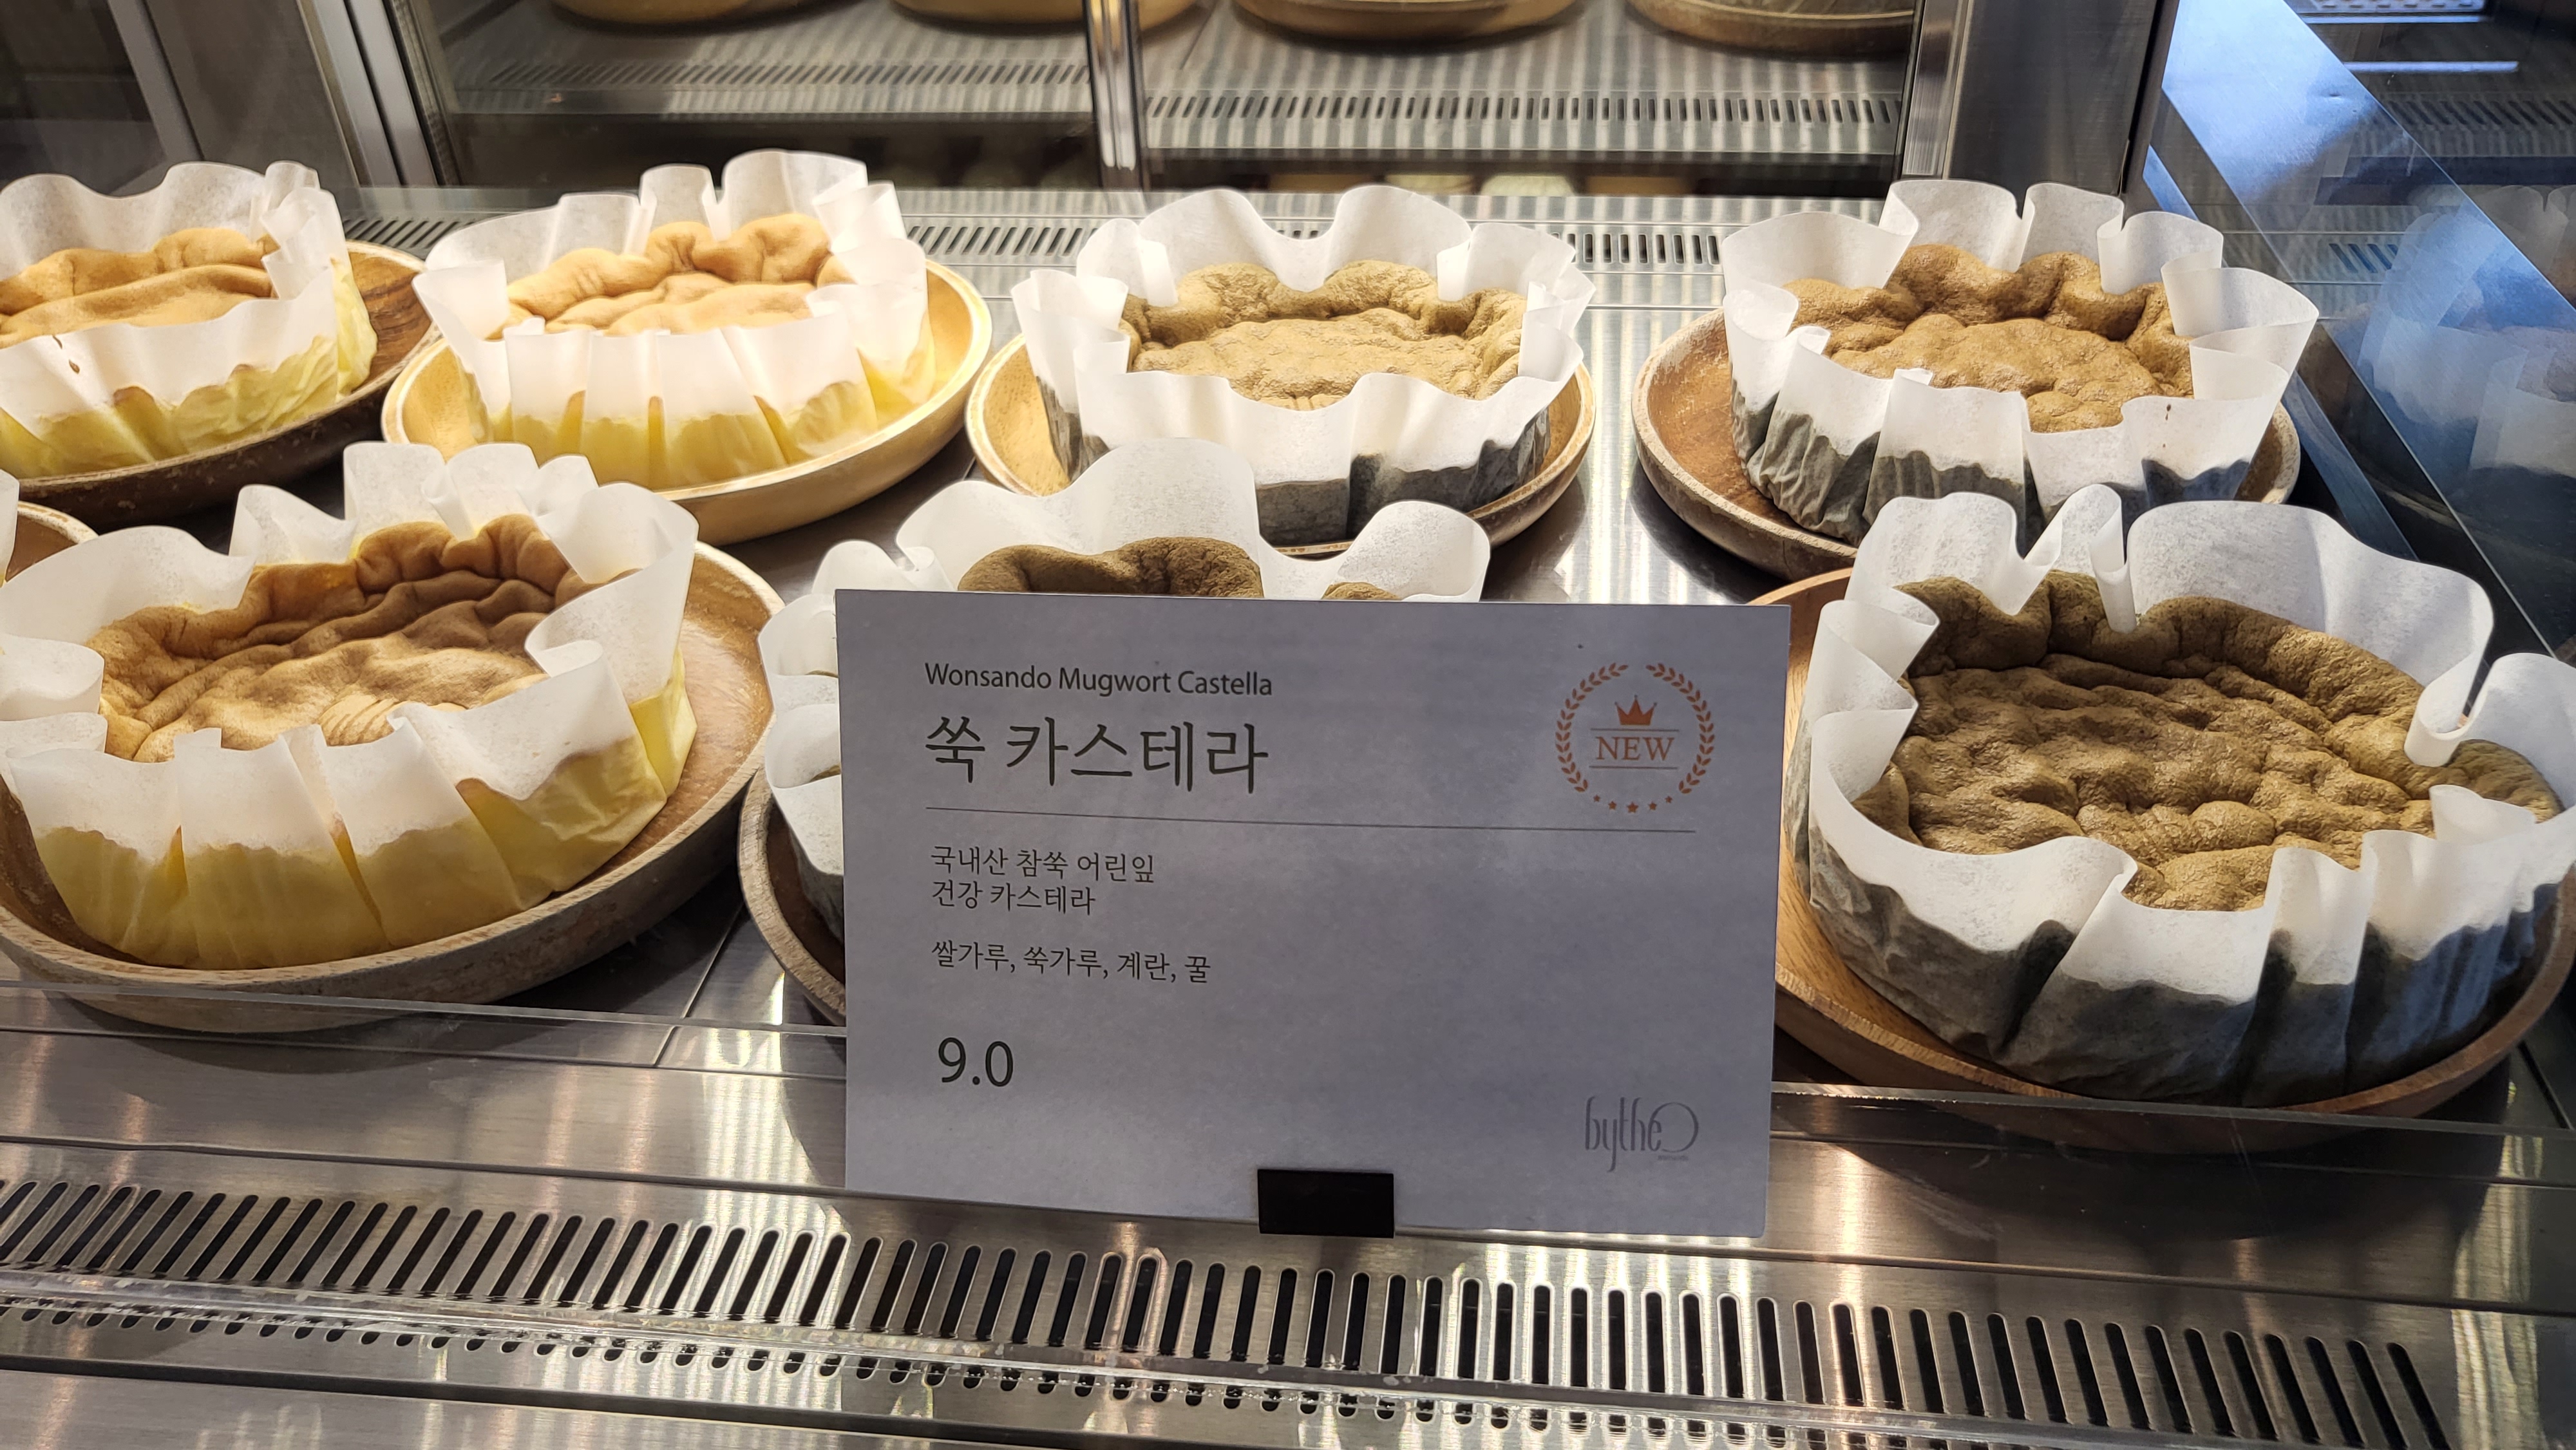 Wonsando Mugwort Castella
쑥 카스테라
NEW
국내산 참쑥 어린잎
건강 카스테라
쌀가루, 쑥가루, 계란, 꿀
9.0
bytheO